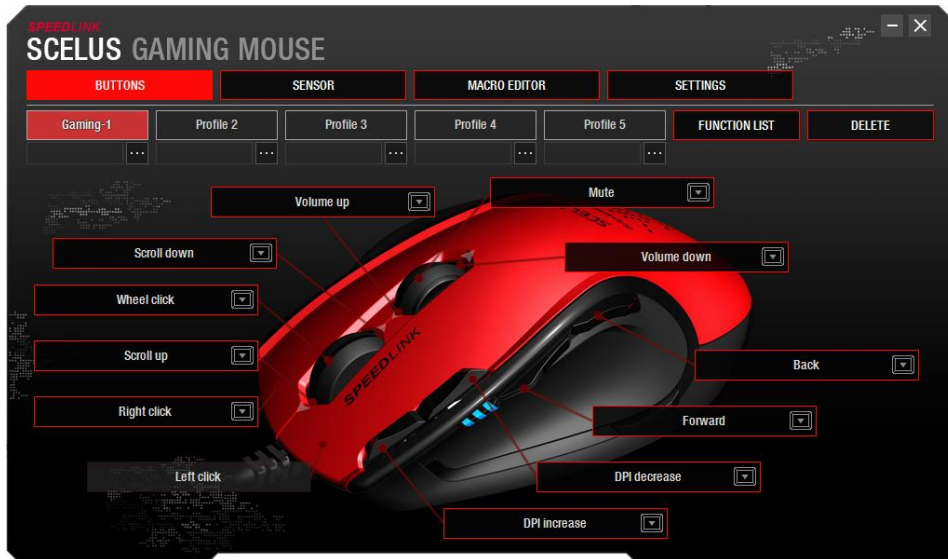 SPEEDLINK
SCELUS GAMING MOUSE
BUTTONS SENSOR MACRO EDITOR SETTINGS
Gaming-1 Profile 2 Profile 3 Profile 4 Profile 5 FUNCTION LIST DELETE
... ... ... ... ...
Volume up Mute
Scroll down Volume down
Wheel click
Scroll up Back
Right click Forward
Left click DPI decrease
DPI increase
SPEEDLINK
SCELUS